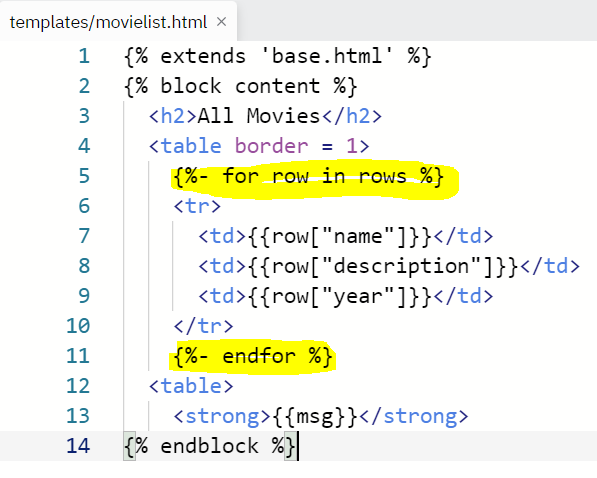 templates/movielist.html ×
1 {% extends 'base.html' %}
2 {% block content %}
3   <h2>All Movies</h2>
4   <table border = 1>
5     {%- for row in rows %}
6     <tr>
7       <td>{{row["name"]}}</td>
8       <td>{{row["description"]}}</td>
9       <td>{{row["year"]}}</td>
10     </tr>
11     {%- endfor %}
12   <table>
13     <strong>{{msg}}</strong>
14 {% endblock %}